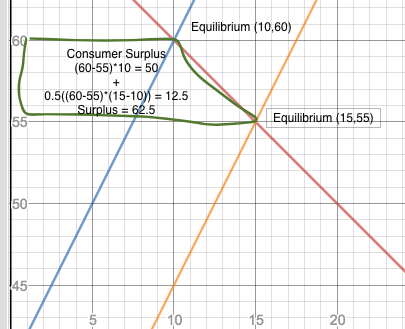 Equilibrium (10,60)
60
Consumer Surplus
(60-55)*10 = 50
+
0.5((60-55)*(15-10)) = 12.5
Surplus = 62.5
55
Equilibrium (15,55)
50
45
5
10
15
20